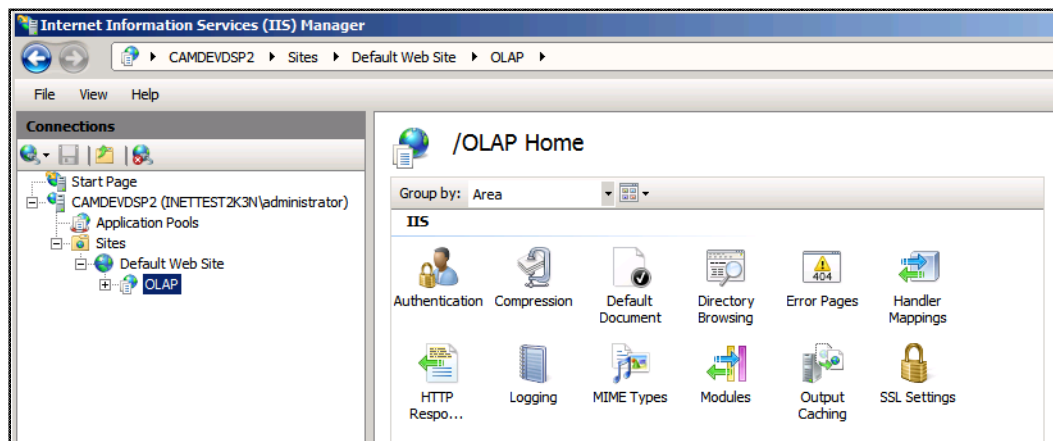 Internet Information Services (IIS) Manager
CAMDEVDSP2 Sites Default Web Site OLAP
File View Help
Connections
Start Page
CAMDEVDSP2 (INETTEST2K3N\administrator)
Application Pools
Sites
Default Web Site
OLAP
/OLAP Home
Group by: Area
IIS
Authentication Compression Default Document Directory Browsing Error Pages Handler Mappings
404
HTTP Respo... Logging MIME Types Modules Output Caching SSL Settings